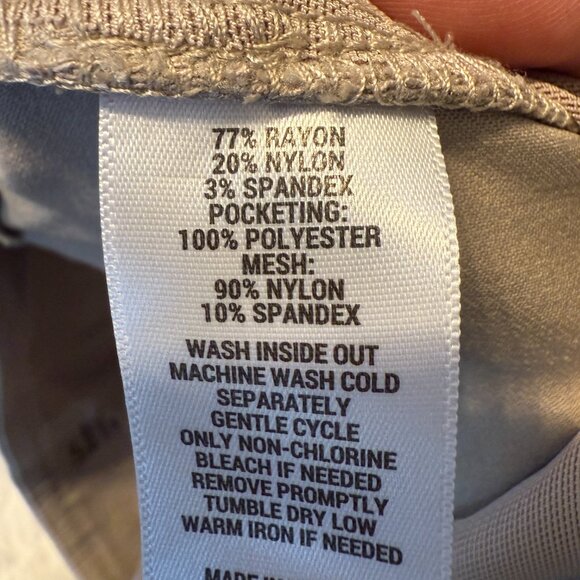 77% RAYON
20% NYLON
3% SPANDEX
POCKETING:
100% POLYESTER
MESH:
90% NYLON
10% SPANDEX
WASH INSIDE OUT
MACHINE WASH COLD
SEPARATELY
GENTLE CYCLE
ONLY NON-CHLORINE
BLEACH IF NEEDED
REMOVE PROMPTLY
TUMBLE DRY LOW
WARM IRON IF NEEDED
MADE IN